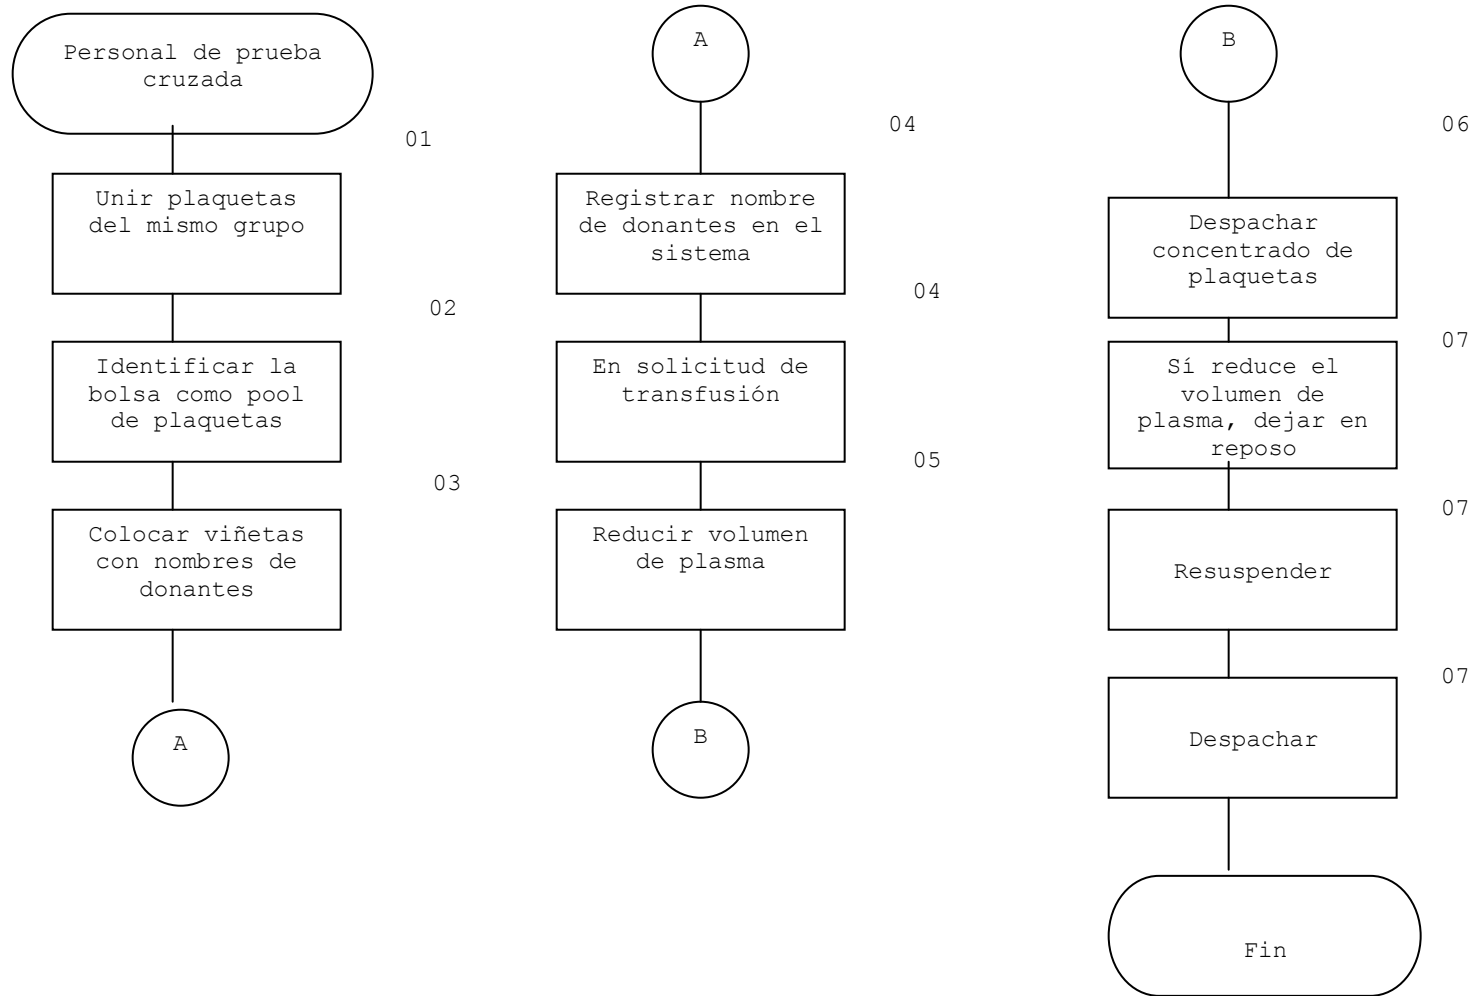 Personal de prueba
cruzada
01
Unir plaquetas
del mismo grupo
02
Identificar la
bolsa como pool
de plaquetas
03
Colocar viñetas
con nombres de
donantes
A
A
04
Registrar nombre
de donantes en el
sistema
04
En solicitud de
transfusión
05
Reducir volumen
de plasma
B
B
06
Despachar
concentrado de
plaquetas
07
Sí reduce el
volumen de
plasma, dejar en
reposo
07
Resuspender
07
Despachar
Fin